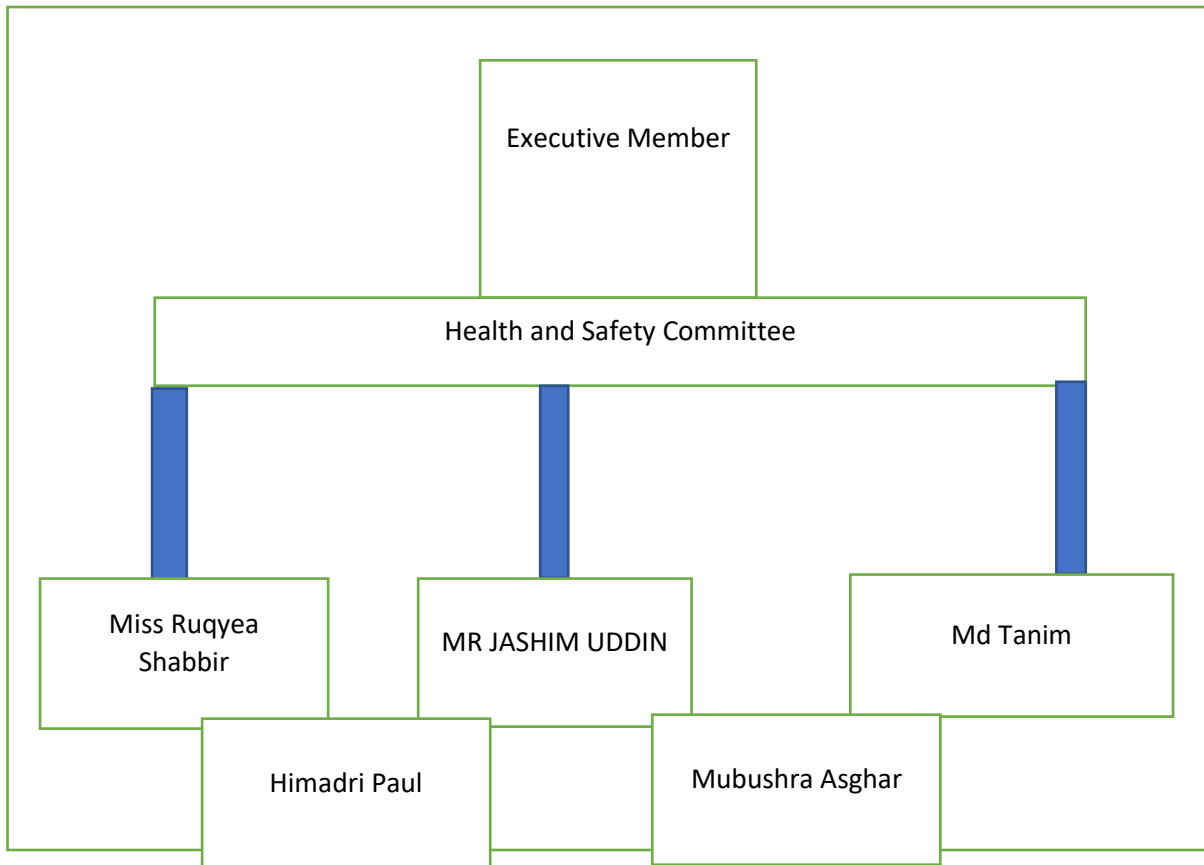 Executive Member
Health and Safety Committee
Miss Ruqyea
Shabbir
MR JASHIM UDDIN
Md Tanim
Himadri Paul
Mubushra Asghar